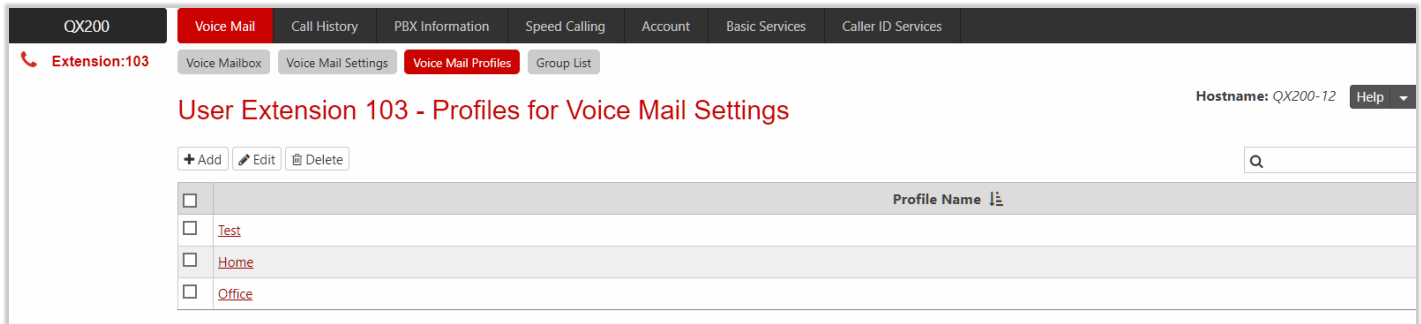 QX200 Voice Mail Call History PBX Information Speed Calling Account Basic Services Caller ID Services
Extension:103 Voice Mailbox Voice Mail Settings Voice Mail Profiles Group List
Hostname: QX200-12 Help
User Extension 103 - Profiles for Voice Mail Settings
Add Edit Delete
Profile Name
Test
Home
Office